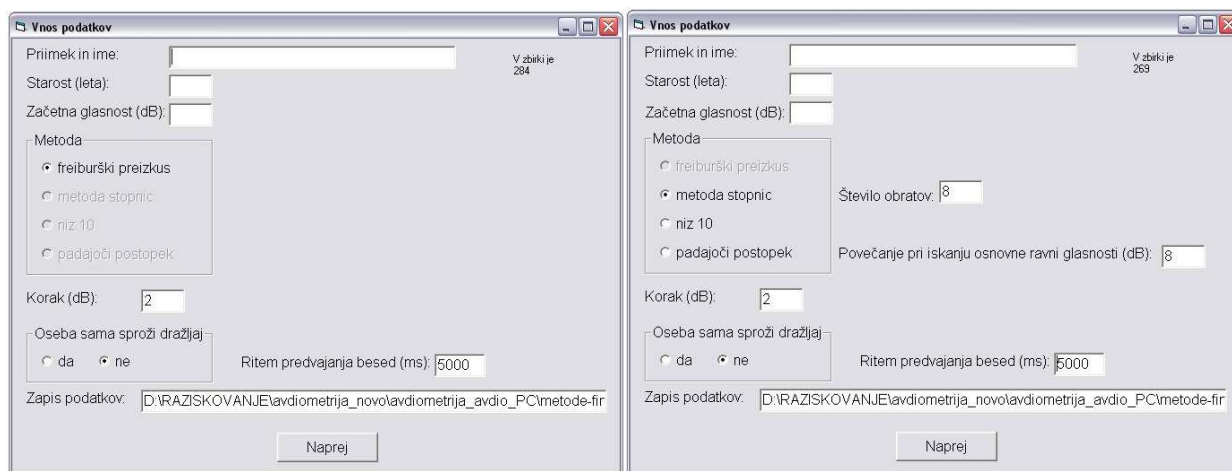 Vnos podatkov
Priimek in ime:
V zbirki je
284
Starost (leta):
Začetna glasnost (dB):
Metoda
freiburški preizkus
metoda stopnic
niz 10
padajoči postopek
Korak (dB): 2
Oseba sama sproži dražljaj
da ne
Ritem predvajanja besed (ms): 5000
Zapis podatkov: D:\RAZISKOVANJE\avdiometrija_novo\avdiometrija_avdio_PC\metode-fir
Naprej
Vnos podatkov
Priimek in ime:
V zbirki je
269
Starost (leta):
Začetna glasnost (dB):
Metoda
freiburški preizkus
metoda stopnic
Število obratov: 8
niz 10
padajoči postopek
Povečanje pri iskanju osnovne ravni glasnosti (dB): 8
Korak (dB): 2
Oseba sama sproži dražljaj
da ne
Ritem predvajanja besed (ms): 5000
Zapis podatkov: D:\RAZISKOVANJE\avdiometrija_novo\avdiometrija_avdio_PC\metode-fir
Naprej